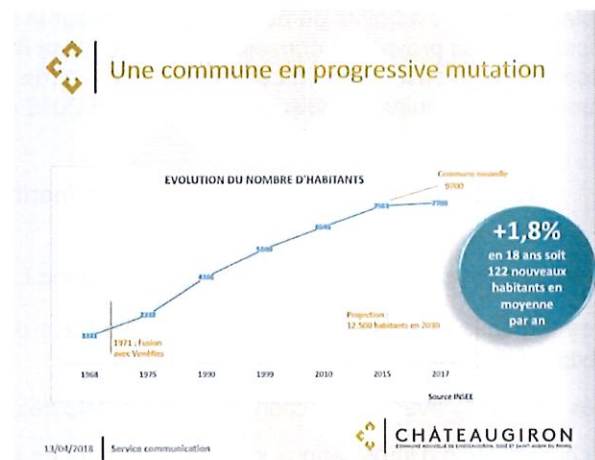 Une commune en progressive mutation
EVOLUTION DU NOMBRE D'HABITANTS
Commune nouvelle
9700
7700
+1,8%
en 18 ans soit
122 nouveaux
habitants en
moyenne
par an
Projection :
12 500 habitants en 2030
1971 : Fusion
avec Venèfles
1968 1975 1990 1999 2010 2015 2017
Source INSEE
13/04/2018 Service communication
CHÂTEAUGIRON